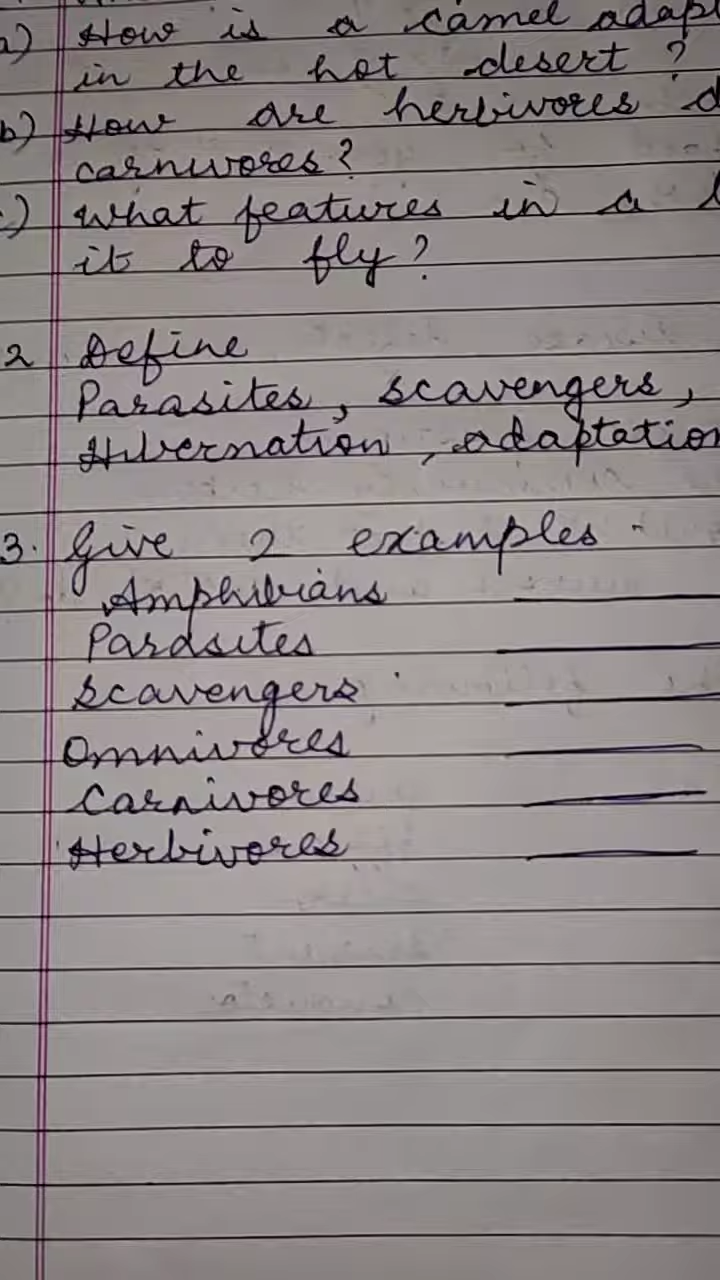 a) How is a camel adapt
in the hot desert ?
b) How are herbivores d
carnivores?
c) What features in a
it to fly?
2 Define
Parasites, scavengers,
Hibernation, adaptation
3. Give 2 examples -
Amphibians
Parasites
Scavengers
Omnivores
Carnivores
Herbivores